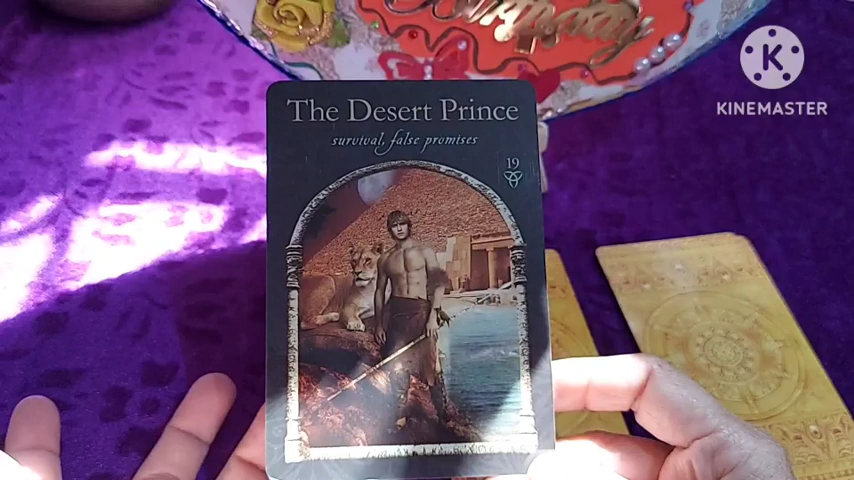 The Desert Prince
survival, false promises
19
K
KINEMASTER